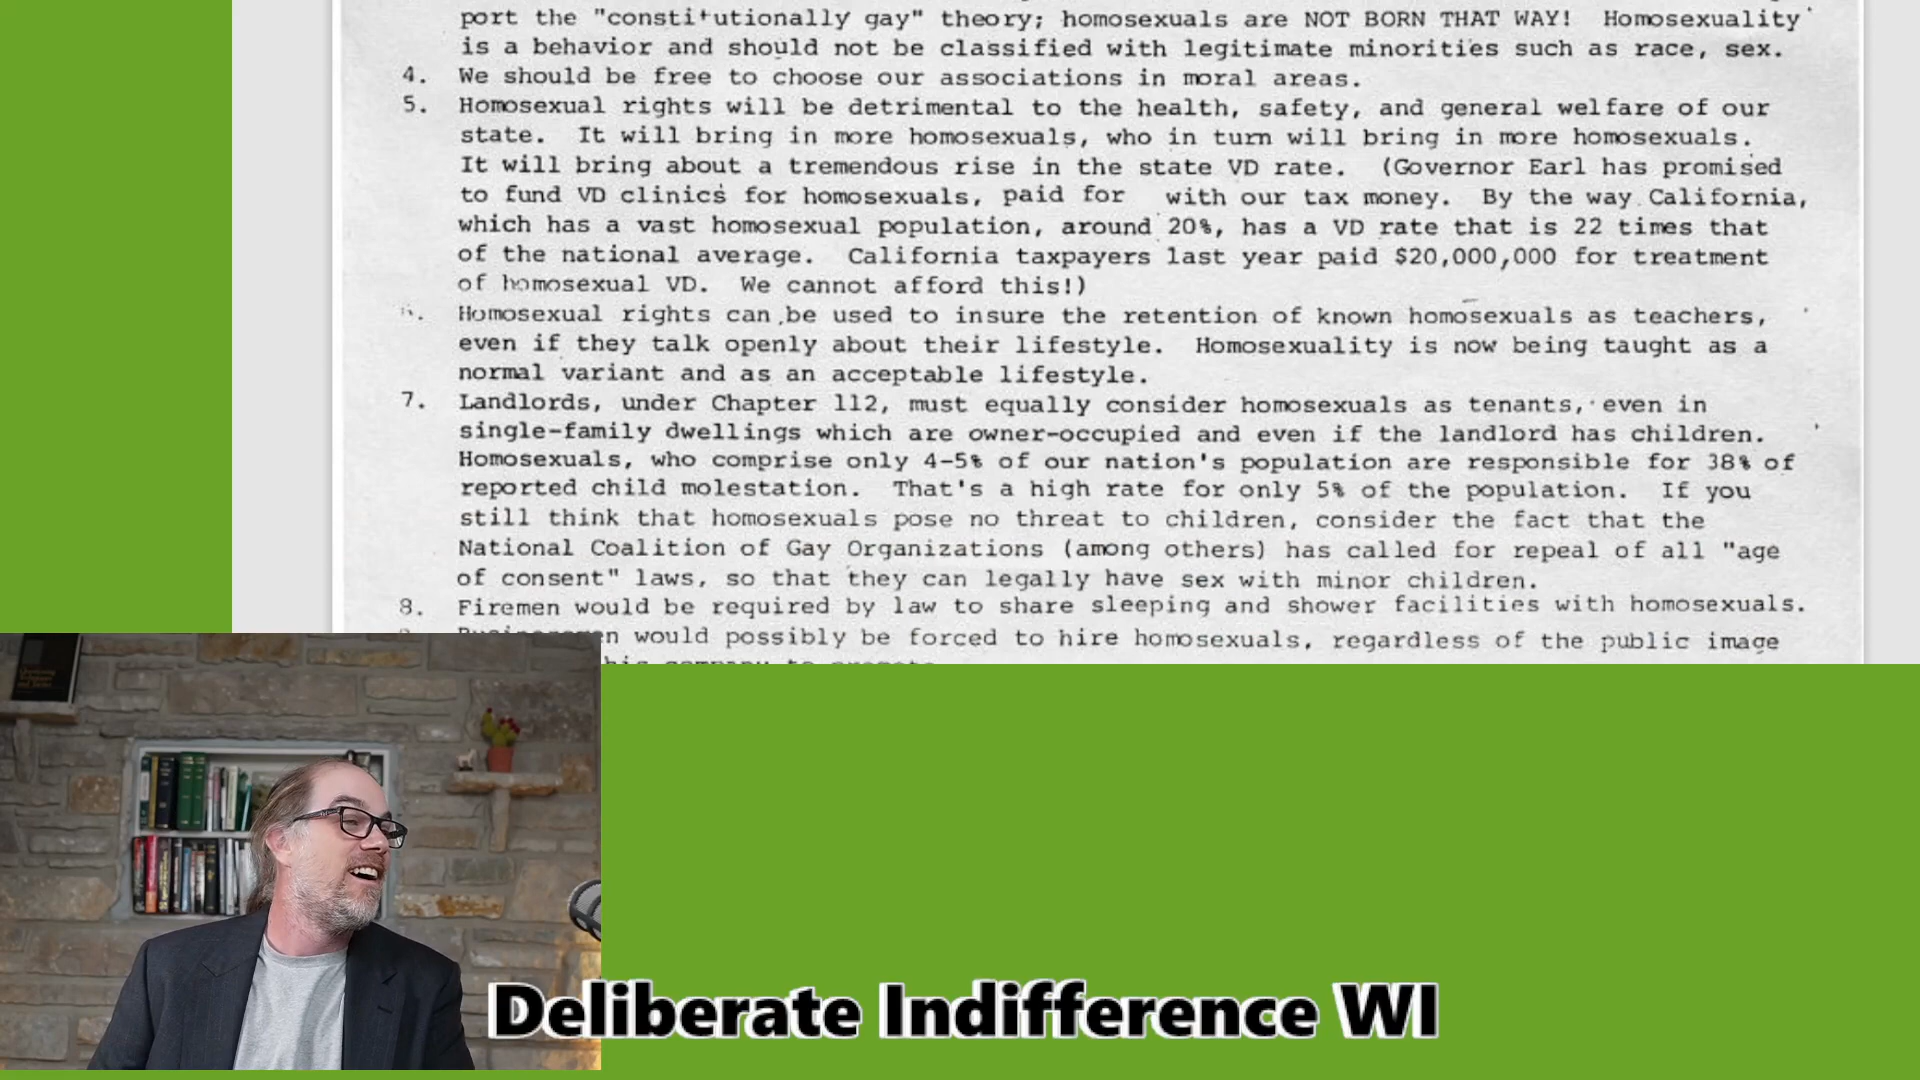 port the "constitutionally gay" theory; homosexuals are NOT BORN THAT WAY! Homosexuality
is a behavior and should not be classified with legitimate minorities such as race, sex.
4. We should be free to choose our associations in moral areas.
5. Homosexual rights will be detrimental to the health, safety, and general welfare of our
state. It will bring in more homosexuals, who in turn will bring in more homosexuals.
It will bring about a tremendous rise in the state VD rate. (Governor Earl has promised
to fund VD clinics for homosexuals, paid for with our tax money. By the way California,
which has a vast homosexual population, around 20%, has a VD rate that is 22 times that
of the national average. California taxpayers last year paid $20,000,000 for treatment
of homosexual VD. We cannot afford this!)
Homosexual rights can be used to insure the retention of known homosexuals as teachers,
even if they talk openly about their lifestyle. Homosexuality is now being taught as a
normal variant and as an acceptable lifestyle.
7. Landlords, under Chapter 112, must equally consider homosexuals as tenants, even in
single-family dwellings which are owner-occupied and even if the landlord has children.
Homosexuals, who comprise only 4-5% of our nation's population are responsible for 38% of
reported child molestation. That's a high rate for only 5% of the population. If you
still think that homosexuals pose no threat to children, consider the fact that the
National Coalition of Gay Organizations (among others) has called for repeal of all "age
of consent" laws, so that they can legally have sex with minor children.
8. Firemen would be required by law to share sleeping and shower facilities with homosexuals.
would possibly be forced to hire homosexuals, regardless of the public image
Deliberate Indifference WI